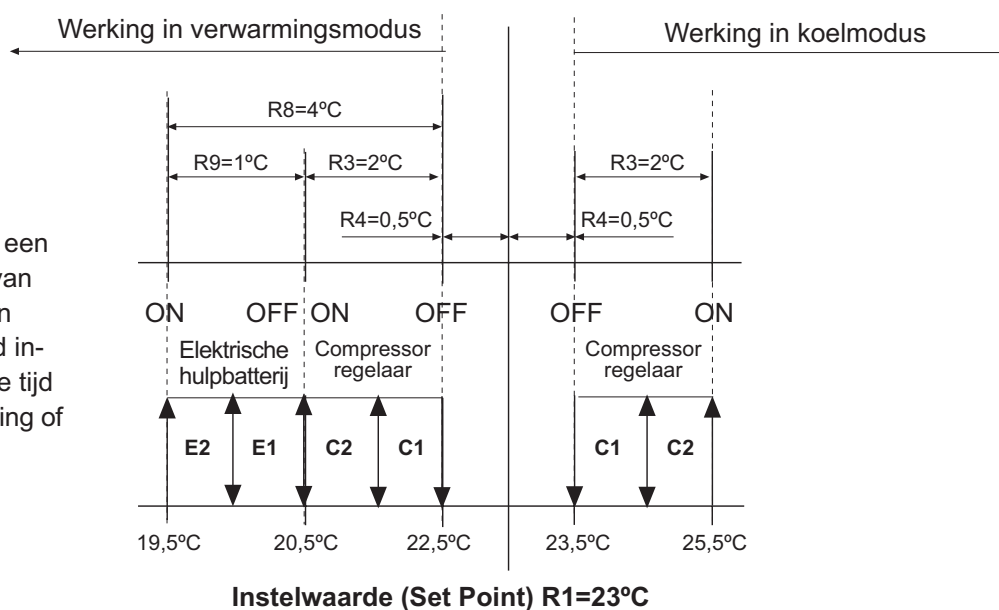 Werking in verwarmingsmodus
Werking in koelmodus
R8=4ºC
R9=1ºC
R3=2ºC
R3=2ºC
R4=0,5ºC
R4=0,5ºC
een
van
n
d in-
e tijd
ing of
ON
OFF
ON
OFF
OFF
ON
Elektrische
hulpbatterij
Compressor
regelaar
Compressor
regelaar
E2
E1
C2
C1
C1
C2
19,5ºC
20,5ºC
22,5ºC
23,5ºC
25,5ºC
Instelwaarde (Set Point) R1=23ºC